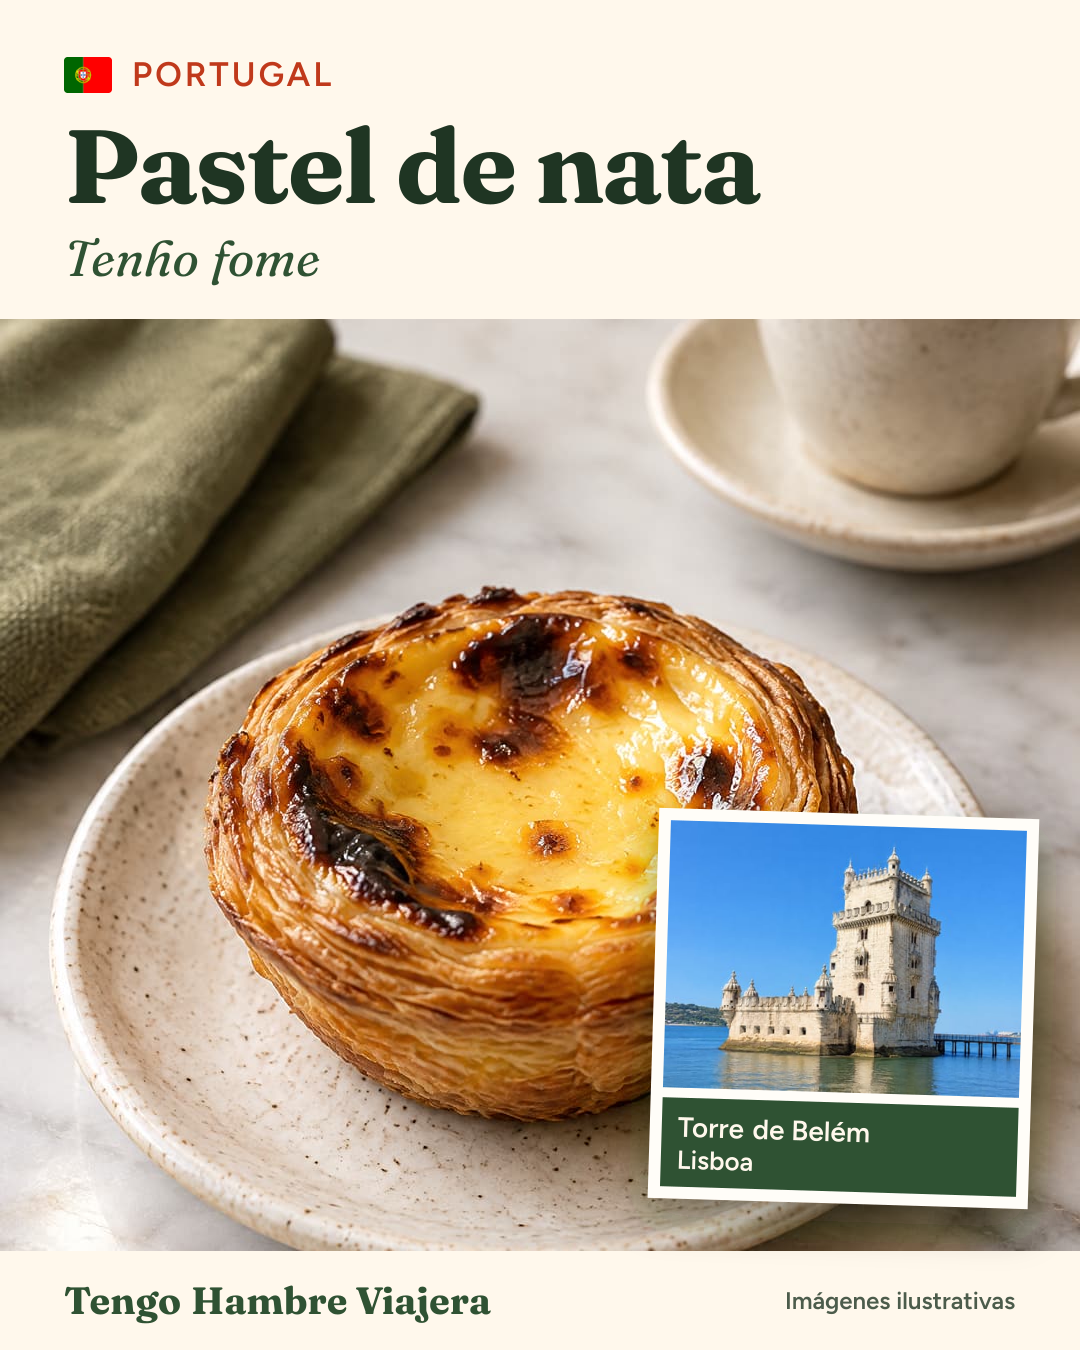 PORTUGAL
Pastel de nata
Tenho fome
Torre de Belém
Lisboa
Tengo Hambre Viajera
Imágenes ilustrativas